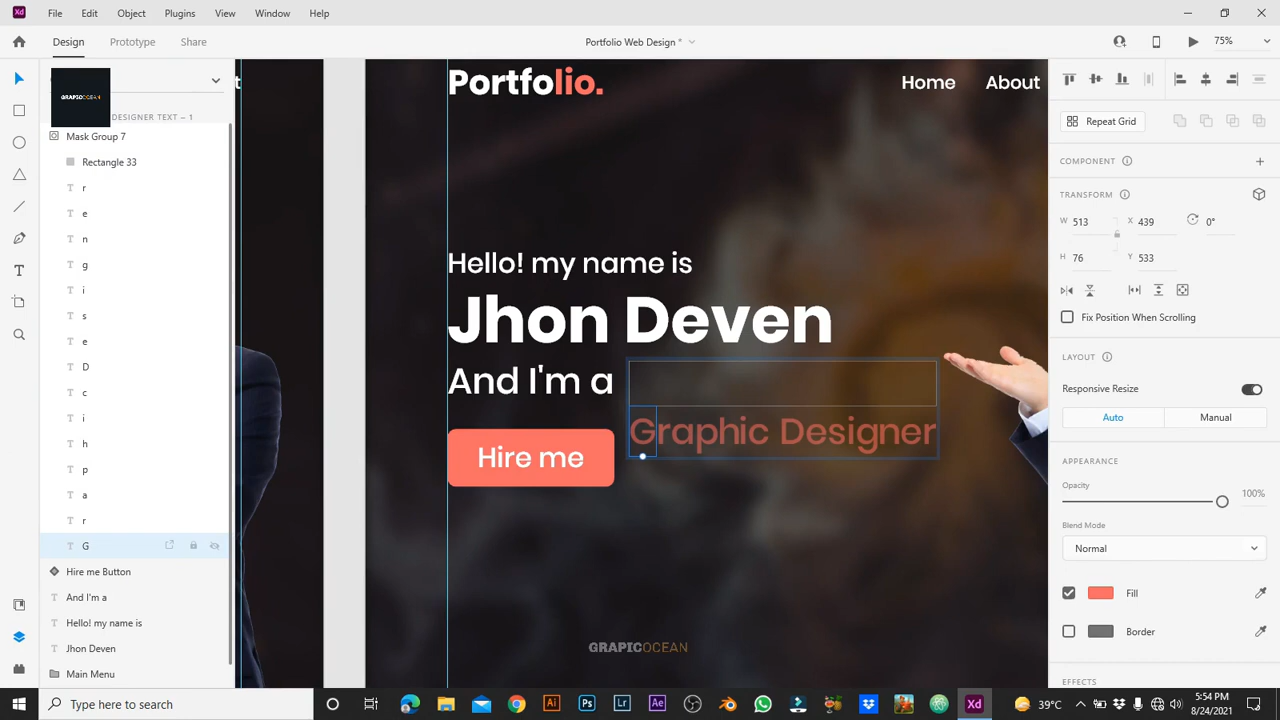 File Edit Object Plugins View Window Help
Design Prototype Share
Portfolio Web Design *
75%
GRAPICOCEAN
t
DESIGNER TEXT – 1
Mask Group 7
Rectangle 33
r
e
n
g
i
s
e
D
c
i
h
p
a
r
G
Hire me Button
And I'm a
Hello! my name is
Jhon Deven
Main Menu
Portfolio.
Home About
Hello! my name is
Jhon Deven
And I'm a
Graphic Designer
Hire me
GRAPICOCEAN
Repeat Grid
COMPONENT
TRANSFORM
W 513 X 439 0°
H 76 Y 533
Fix Position When Scrolling
LAYOUT
Responsive Resize
Auto Manual
APPEARANCE
Opacity
100%
Blend Mode
Normal
Fill
Border
EFFECTS
Type here to search
39°C
5:54 PM
8/24/2021